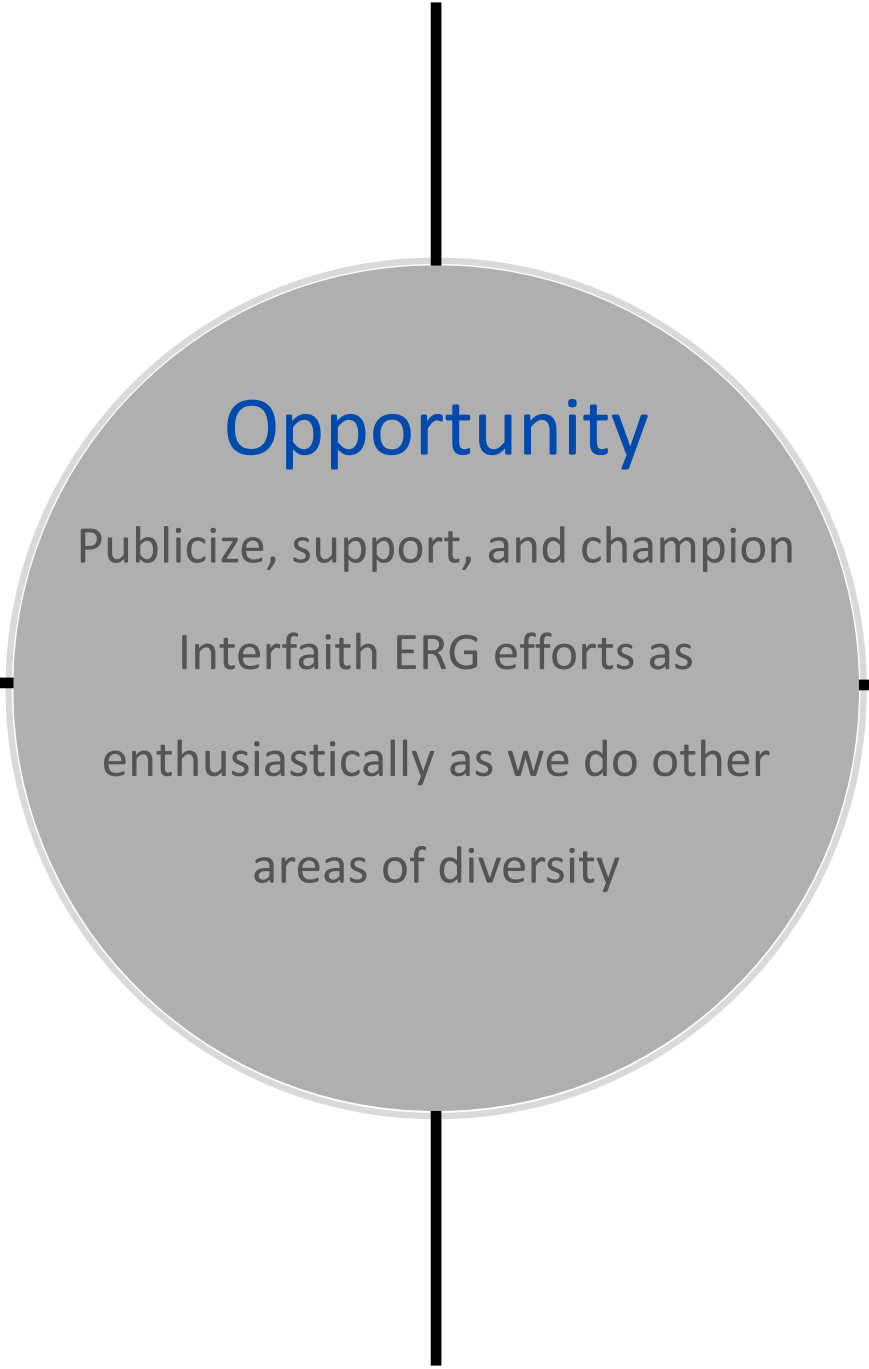 Opportunity
Publicize, support, and champion
Interfaith ERG efforts as
enthusiastically as we do other
areas of diversity